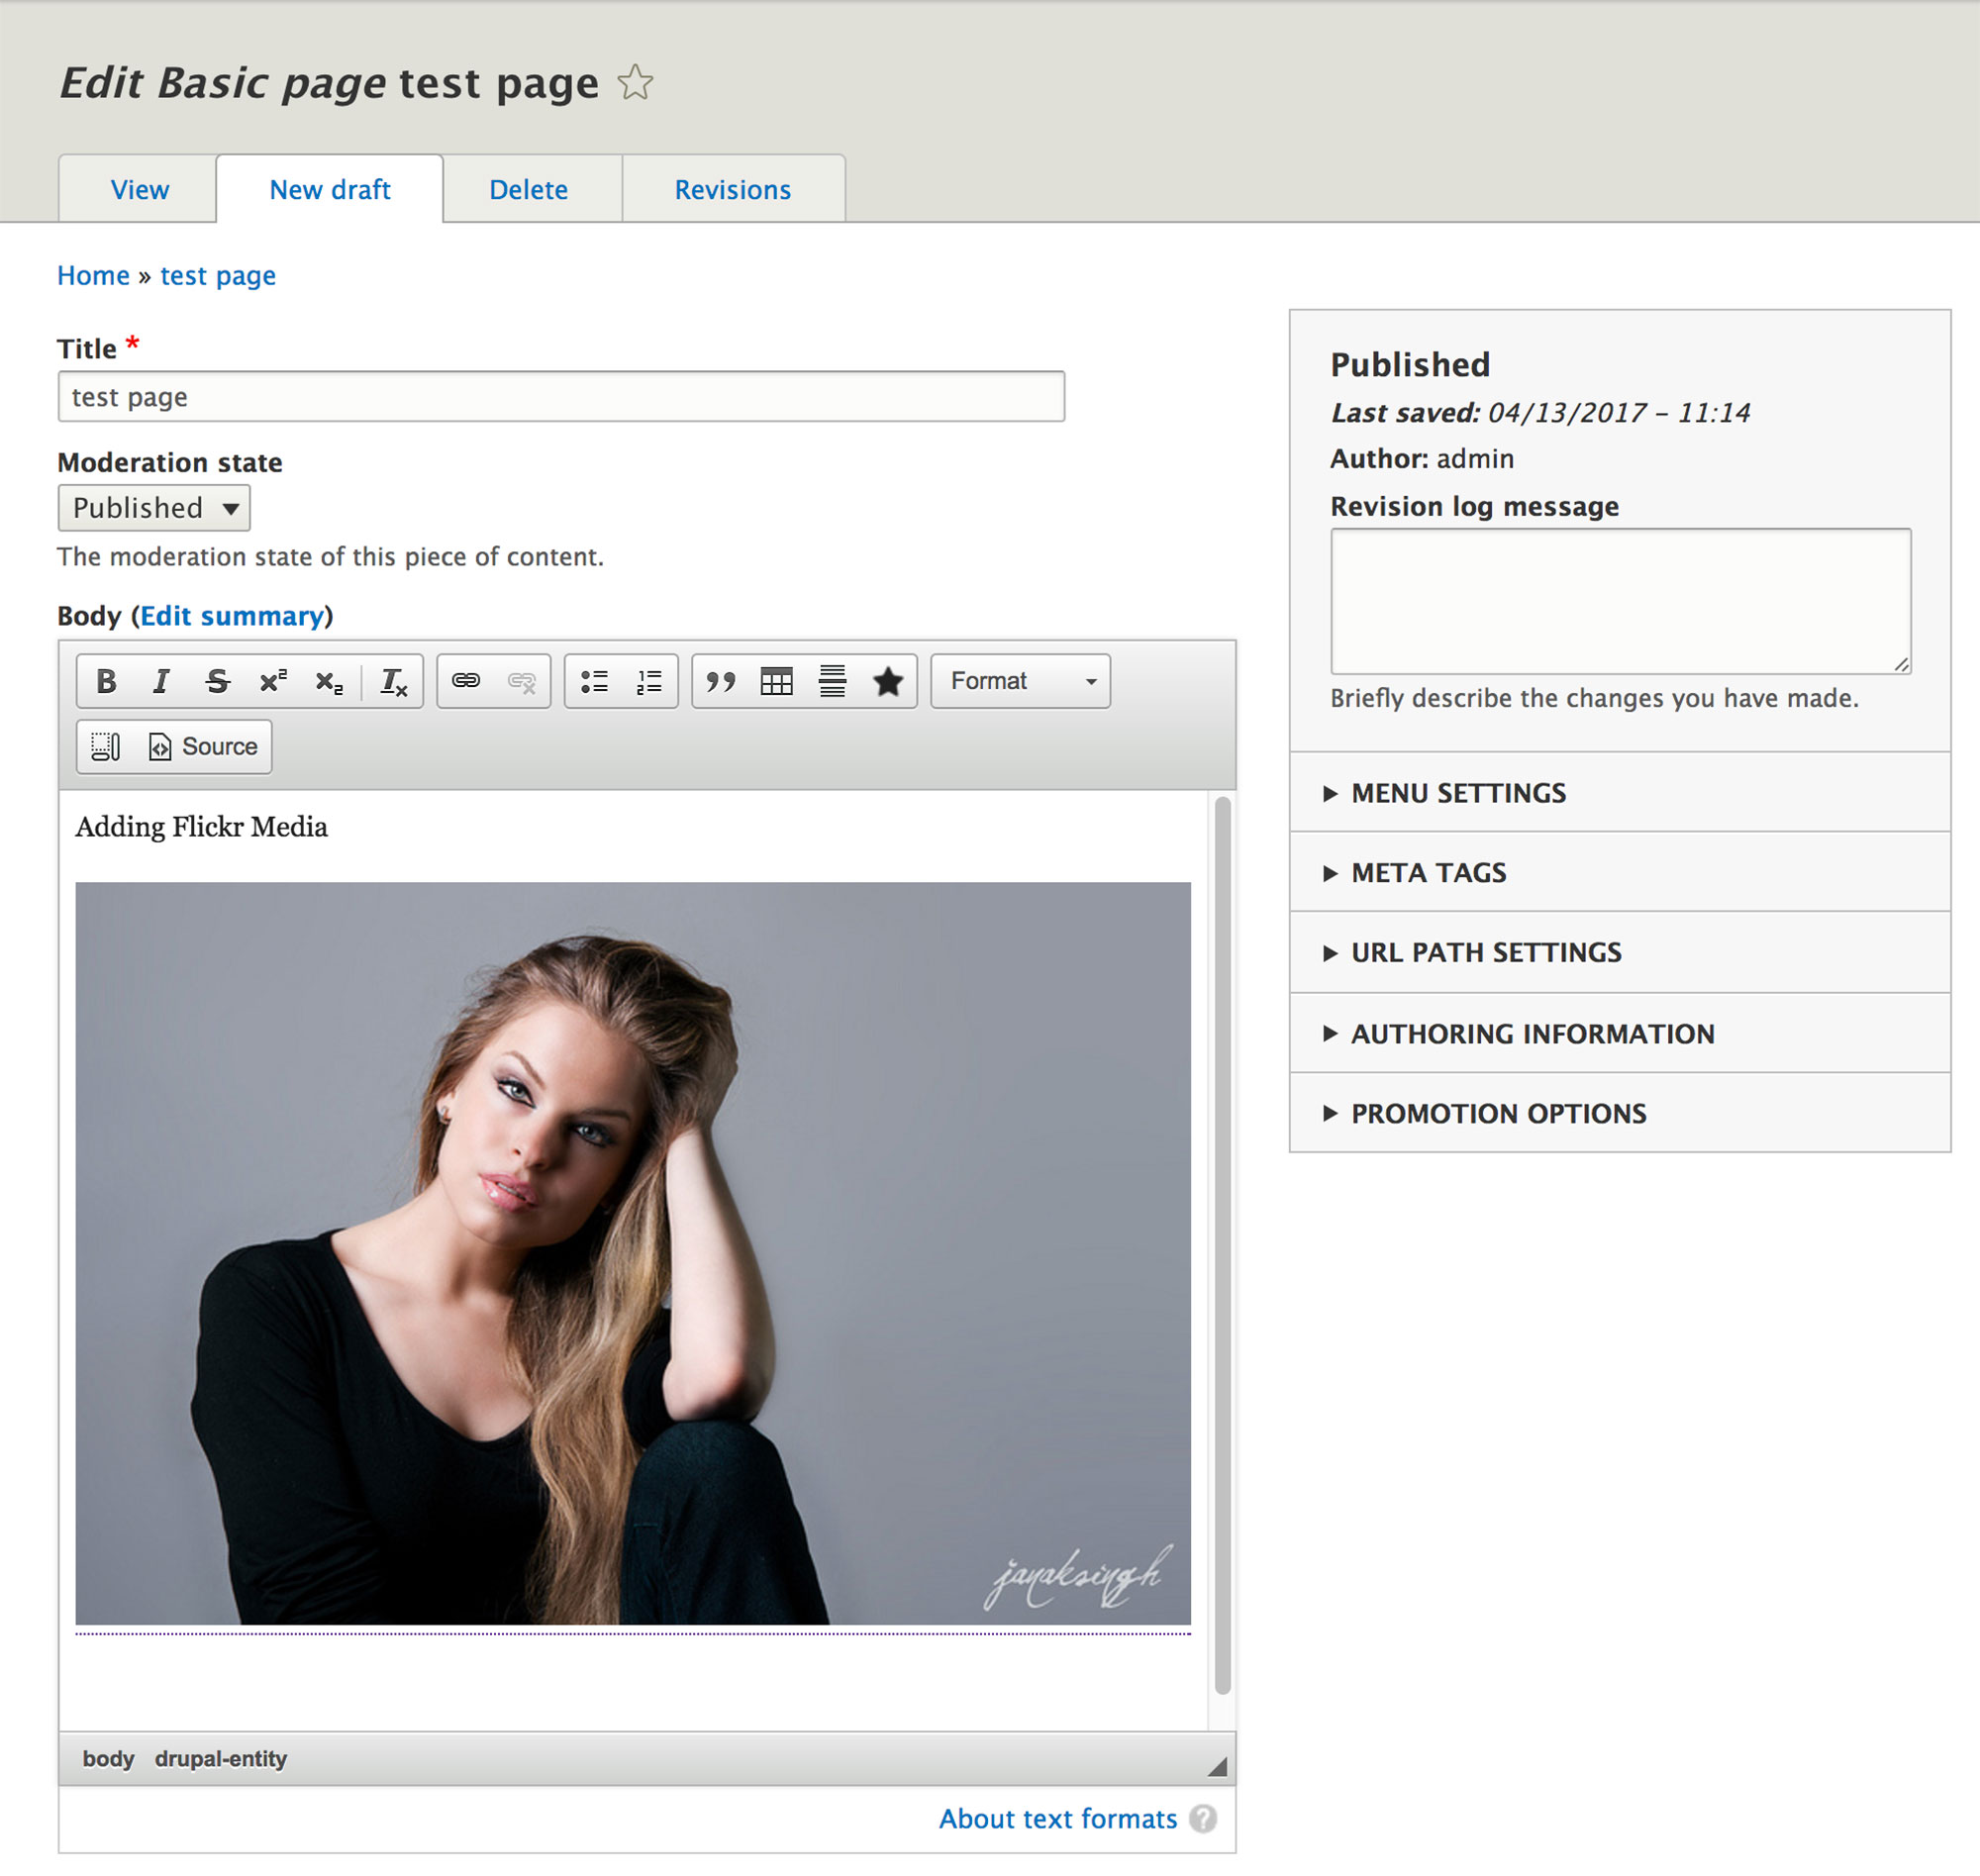 Edit Basic page test page
View New draft Delete Revisions
Home » test page
Title *
test page
Moderation state
Published
The moderation state of this piece of content.
Body (Edit summary)
B I S x² x₂ Tx Format
Source
Adding Flickr Media
janaksingh
body drupal-entity
About text formats ?
Published
Last saved: 04/13/2017 – 11:14
Author: admin
Revision log message
Briefly describe the changes you have made.
MENU SETTINGS
META TAGS
URL PATH SETTINGS
AUTHORING INFORMATION
PROMOTION OPTIONS